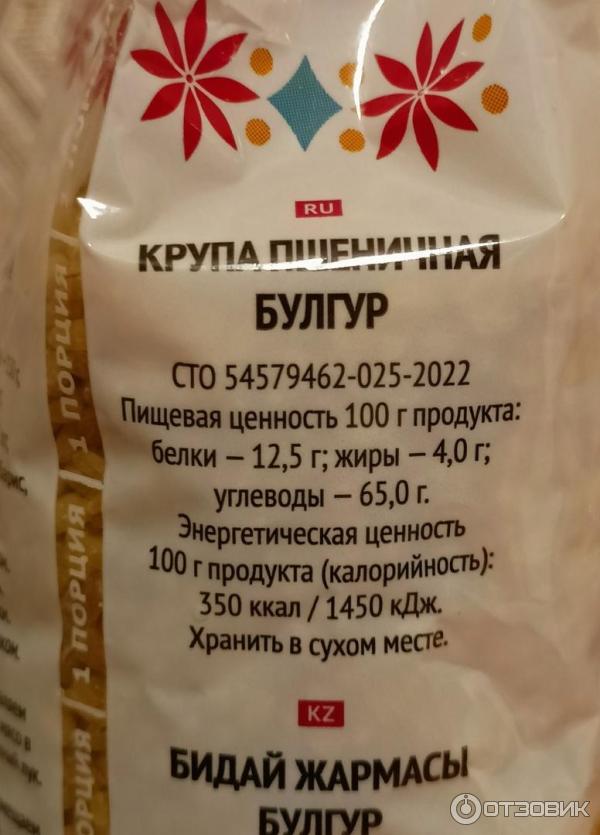 RU
КРУПА ПШЕНИЧНАЯ
БУЛГУР
СТО 54579462-025-2022
Пищевая ценность 100 г продукта:
белки — 12,5 г; жиры — 4,0 г;
углеводы — 65,0 г.
Энергетическая ценность
100 г продукта (калорийность):
350 ккал / 1450 кДж.
Хранить в сухом месте.
KZ
БИДАЙ ЖАРМАСЫ
БУЛГУР
1 ПОРЦИЯ
1 ПОРЦИЯ
ПОРЦИЯ
ОТЗОВИК